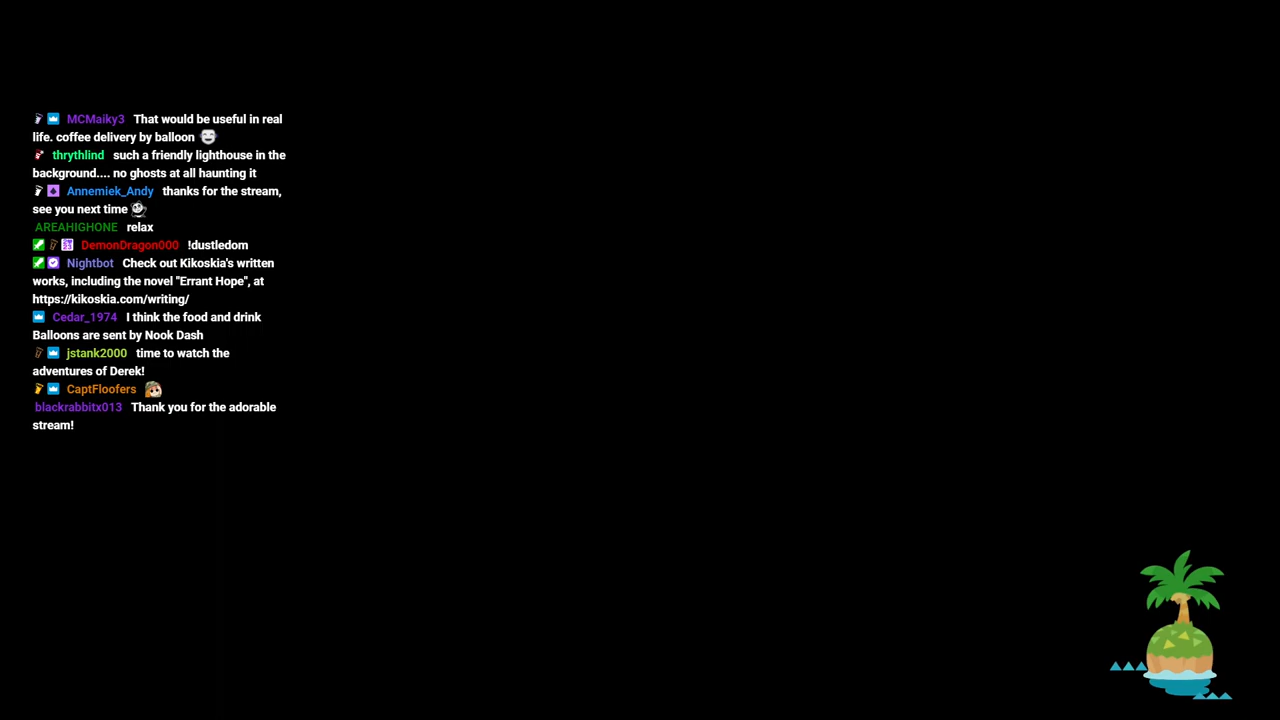 MCMaiky3 That would be useful in real
life. coffee delivery by balloon
thrythlind such a friendly lighthouse in the
background.... no ghosts at all haunting it
Annemiek_Andy thanks for the stream,
see you next time
AREAHIGHONE relax
DemonDragon000 !dustledom
Nightbot Check out Kikoskia's written
works, including the novel "Errant Hope", at
https://kikoskia.com/writing/
Cedar_1974 I think the food and drink
Balloons are sent by Nook Dash
jstank2000 time to watch the
adventures of Derek!
CaptFloofers
blackrabbitx013 Thank you for the adorable
stream!